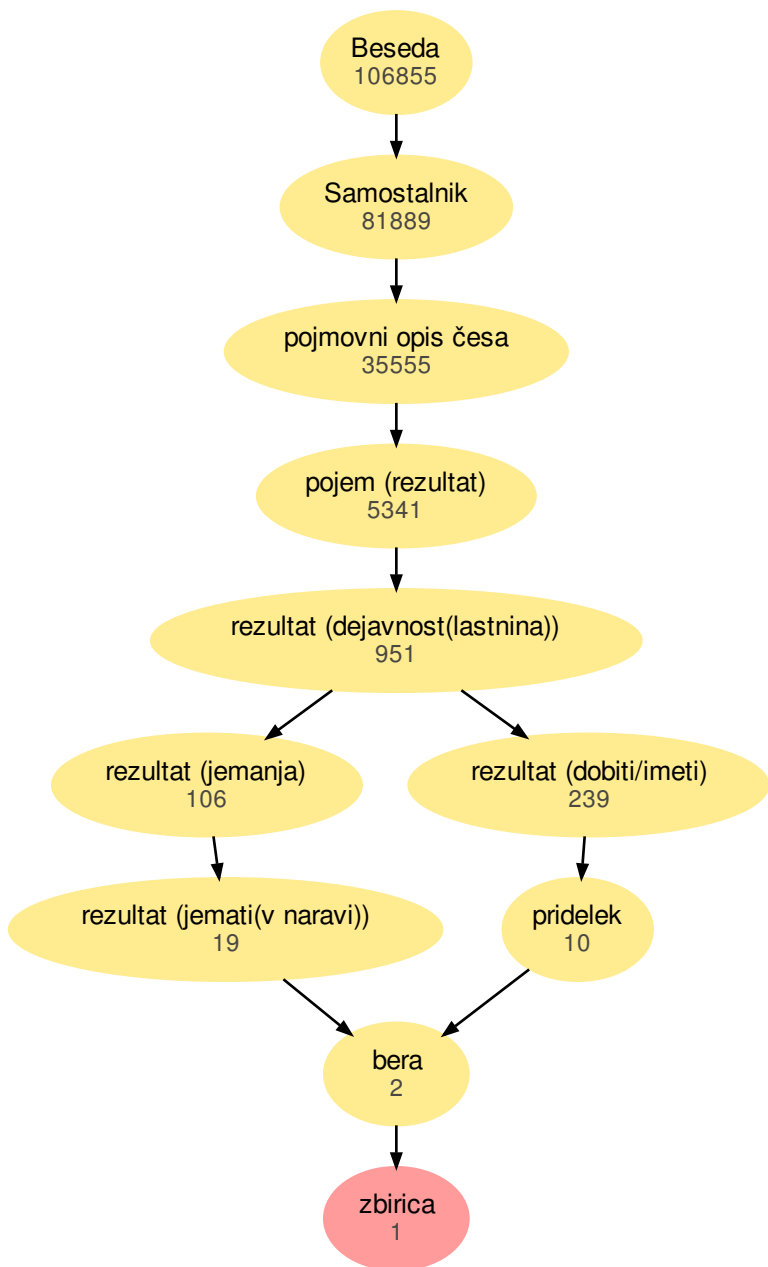 Beseda
106855
Samostalnik
81889
pojmovni opis česa
35555
pojem (rezultat)
5341
rezultat (dejavnost(lastnina))
951
rezultat (jemanja)
106
rezultat (dobiti/imeti)
239
rezultat (jemati(v naravi))
19
pridelek
10
bera
2
zbirica
1